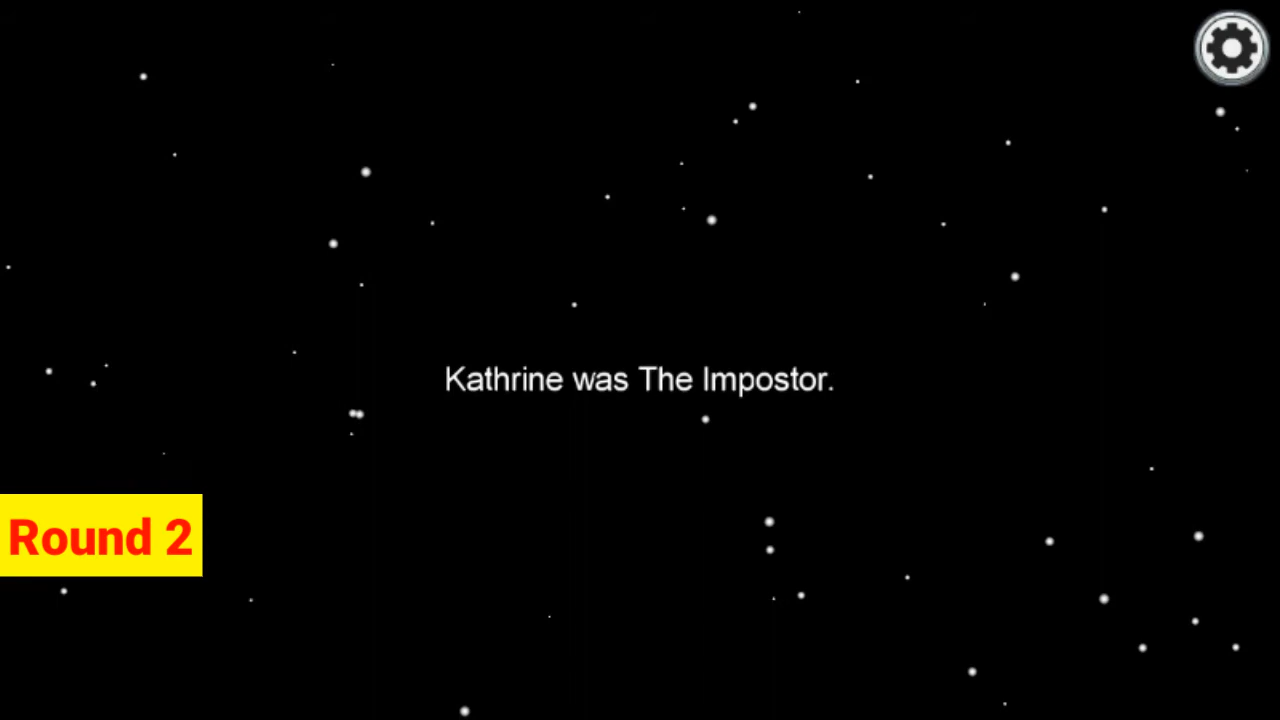 Kathrine was The Impostor.
Round 2